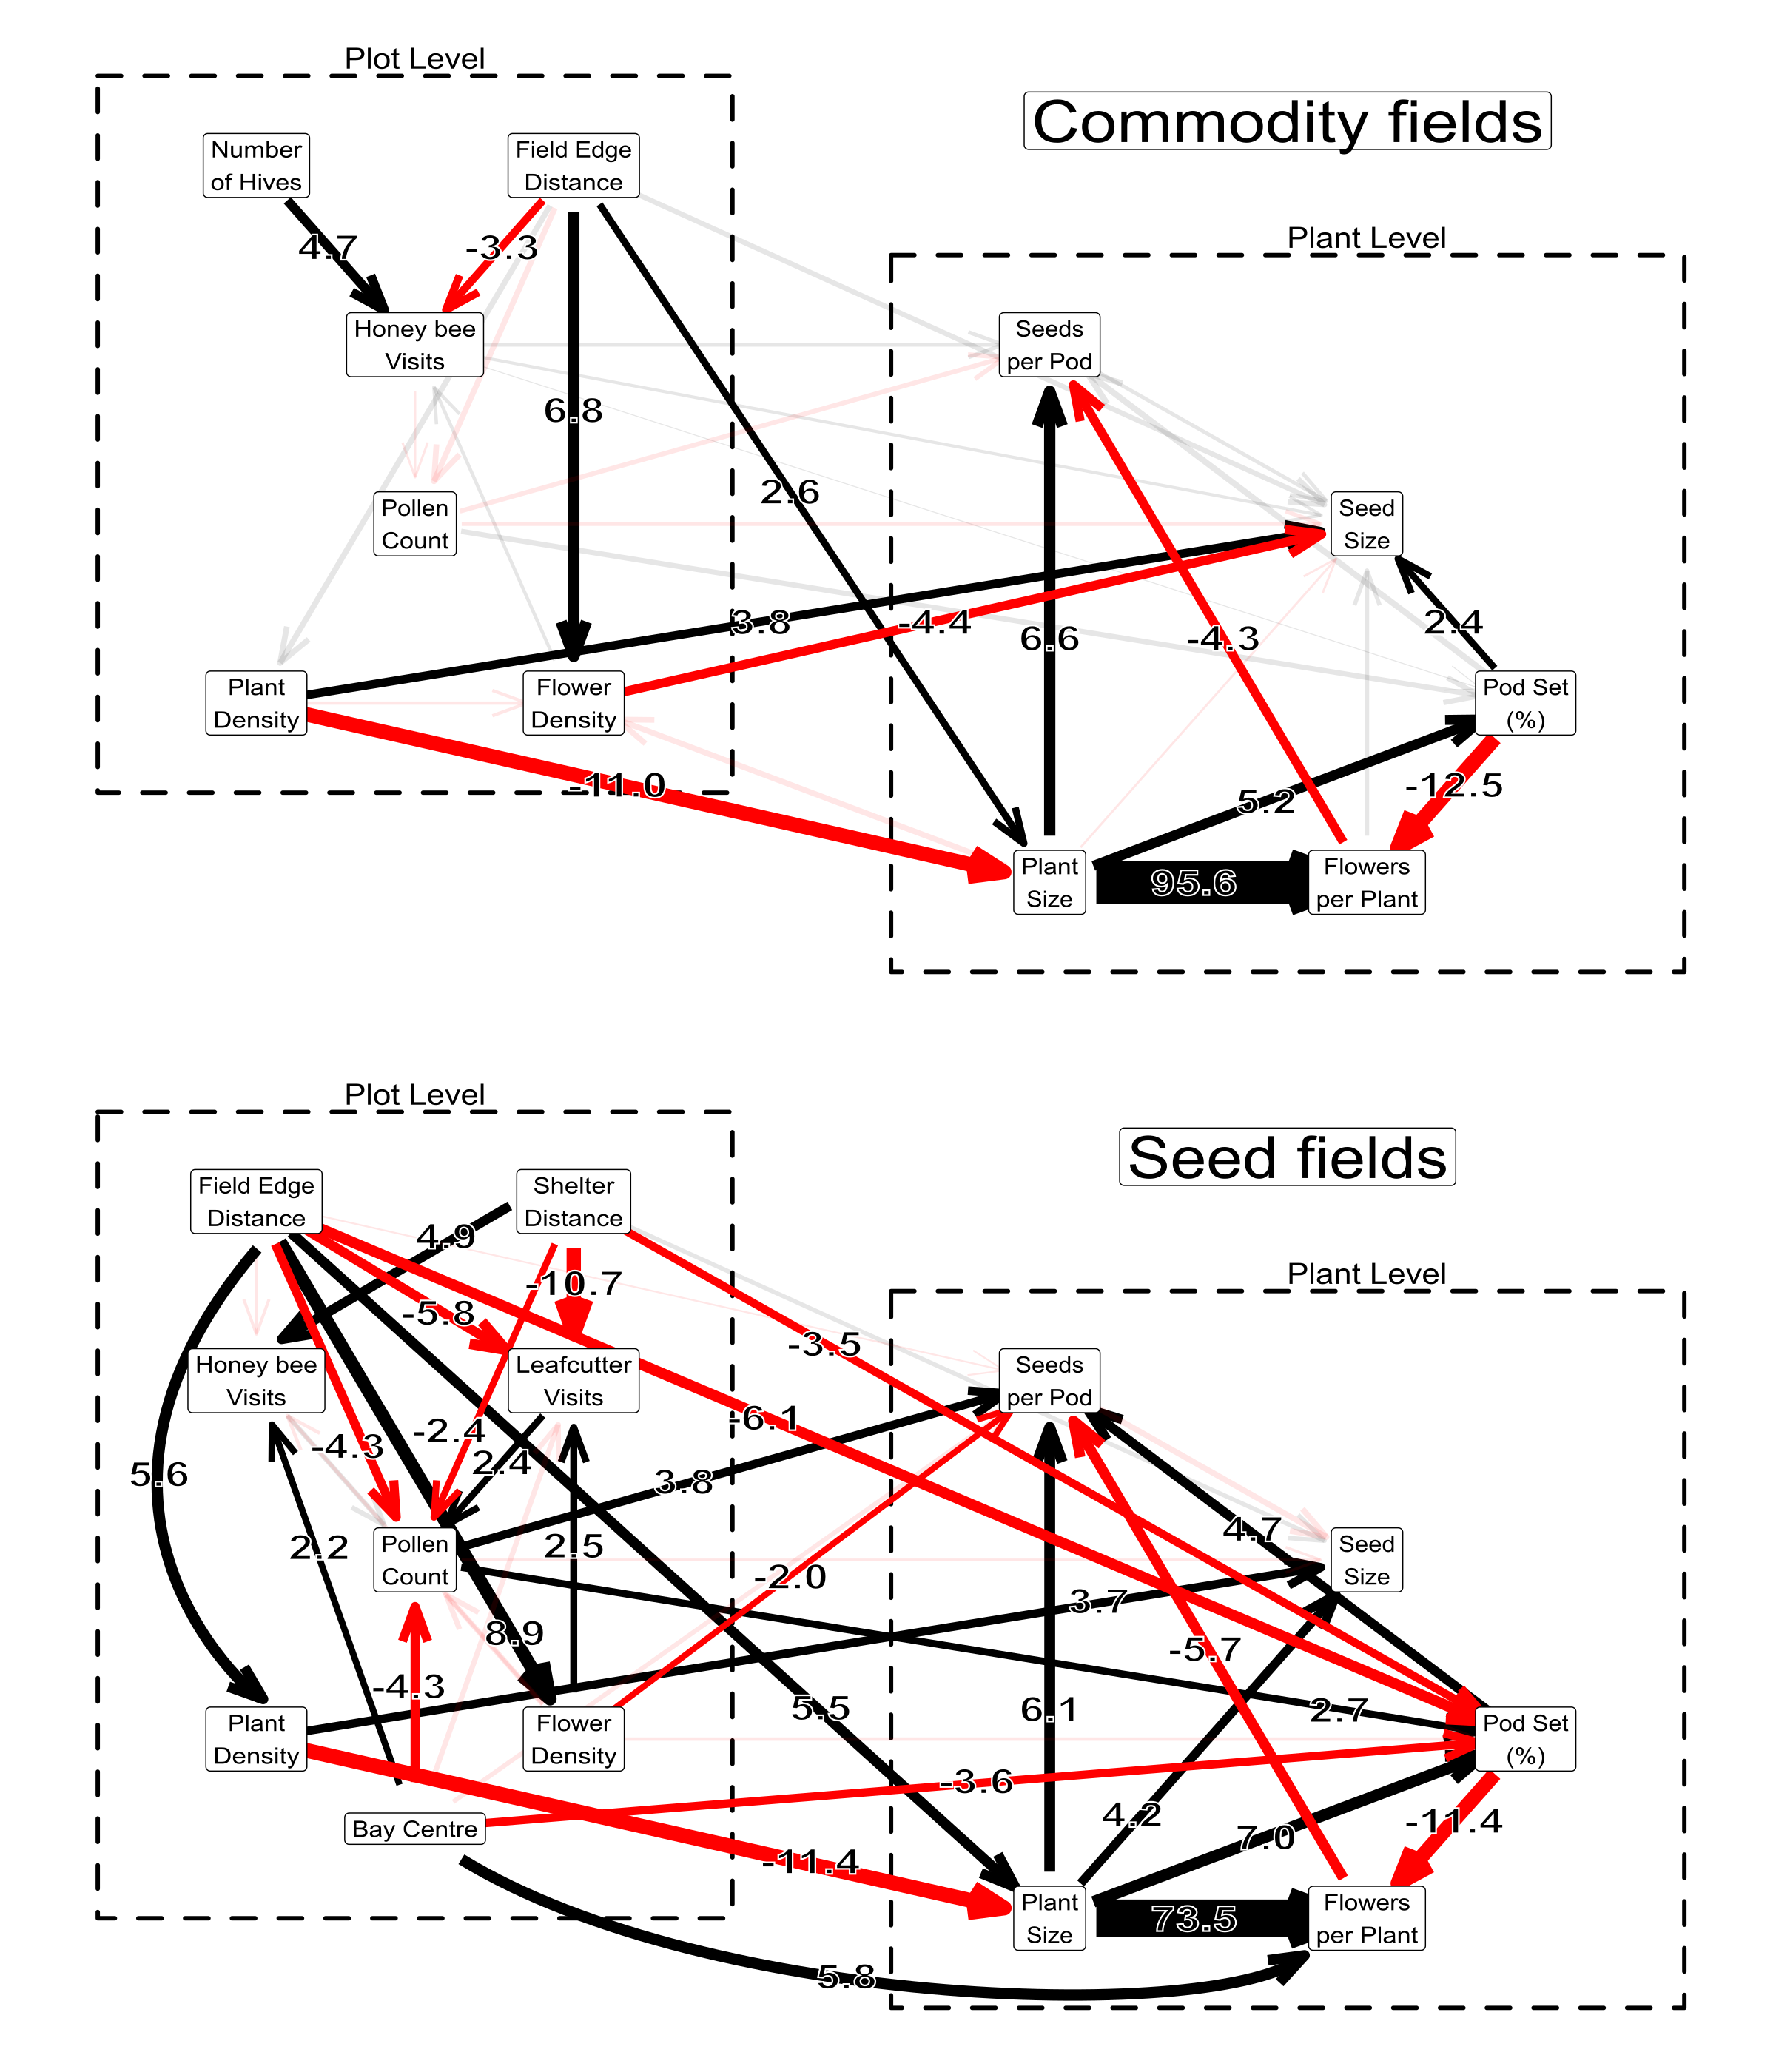 Plot Level
Commodity fields
Number
of Hives
Field Edge
Distance
Plant Level
4.7
-3.3
Honey bee
Visits
Seeds
per Pod
6.8
2.6
Pollen
Count
Seed
Size
3.8
-4.4
6.6
-4.3
2.4
Plant
Density
Flower
Density
Pod Set
(%)
-11.0
5.2
-12.5
Plant
Size
95.6
Flowers
per Plant
Plot Level
Seed fields
Field Edge
Distance
Shelter
Distance
4.9
Plant Level
-10.7
-5.8
-3.5
Honey bee
Visits
Leafcutter
Visits
Seeds
per Pod
-6.1
-2.4
-4.3
2.4
5.6
3.8
4.7
2.2
2.5
Pollen
Count
-2.0
Seed
Size
3.7
8.9
-5.7
-4.3
5.5
6.1
2.7
Plant
Density
Flower
Density
Pod Set
(%)
-3.6
Bay Centre
4.2
7.0
-11.4
-11.4
Plant
Size
73.5
Flowers
per Plant
5.8